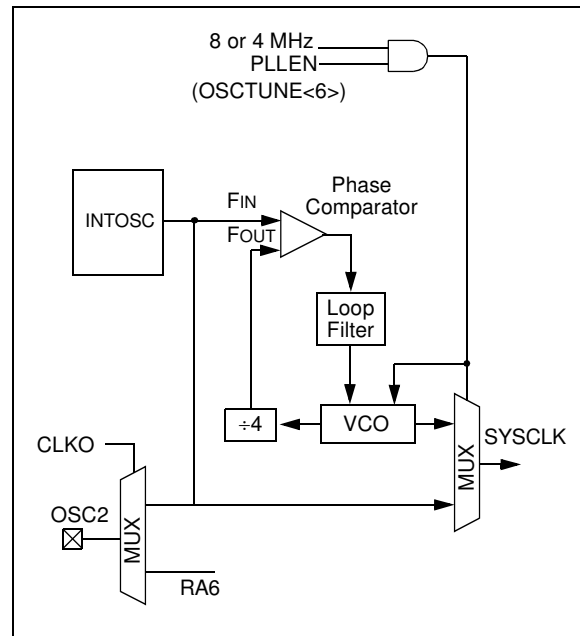 8 or 4 MHz
PLLEN
(OSCTUNE<6>)
INTOSC
FIN
FOUT
Phase
Comparator
Loop
Filter
÷4
VCO
MUX
SYSCLK
CLKO
OSC2
MUX
RA6